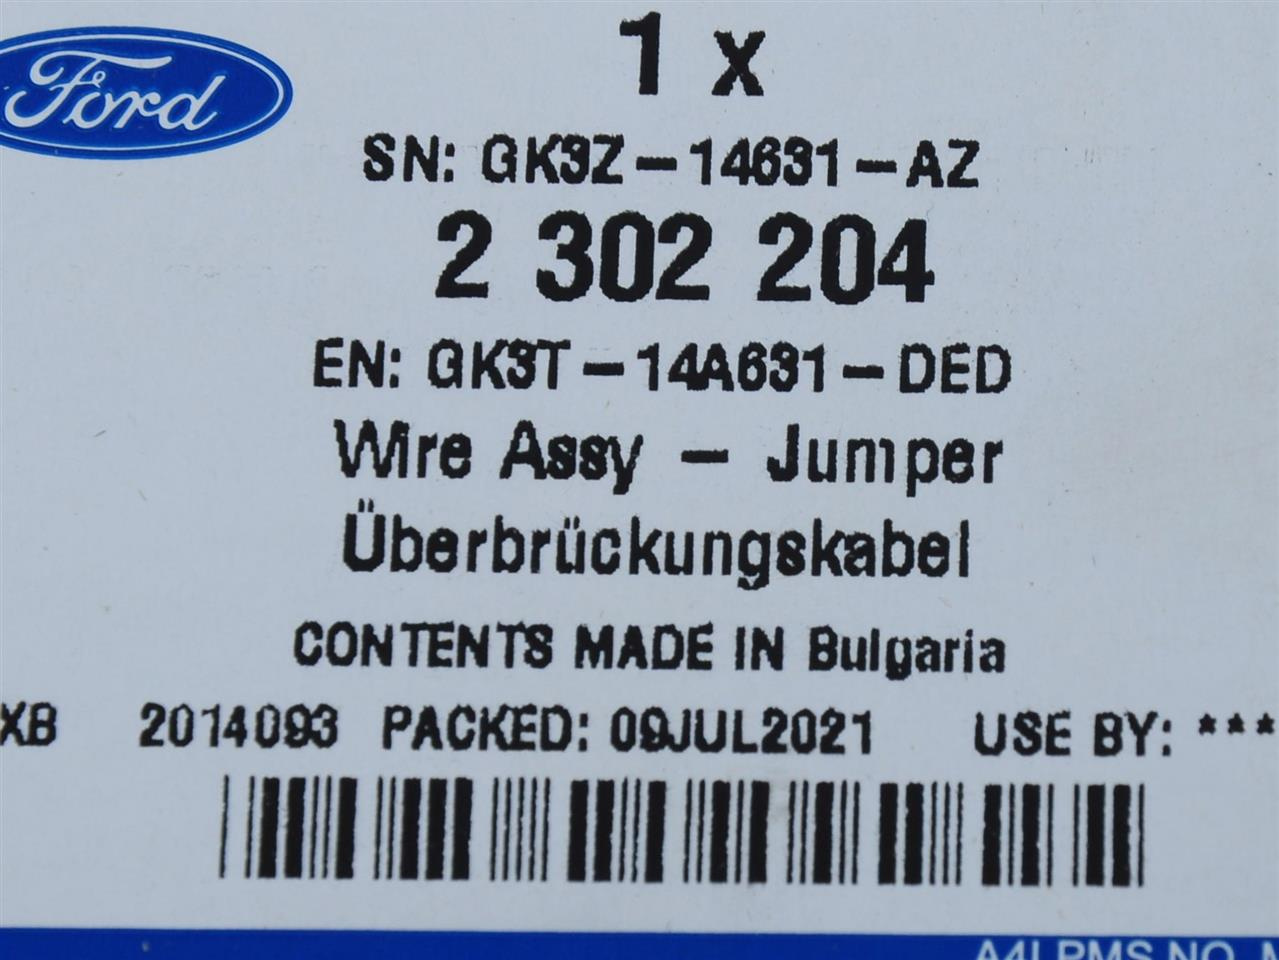 Ford
1 x
SN: GK3Z-14631-AZ
2 302 204
EN: GK3T-14A631-DED
Wire Assy - Jumper
Überbrückungskabel
CONTENTS MADE IN Bulgaria
XB 2014093 PACKED: 09JUL2021 USE BY: ***